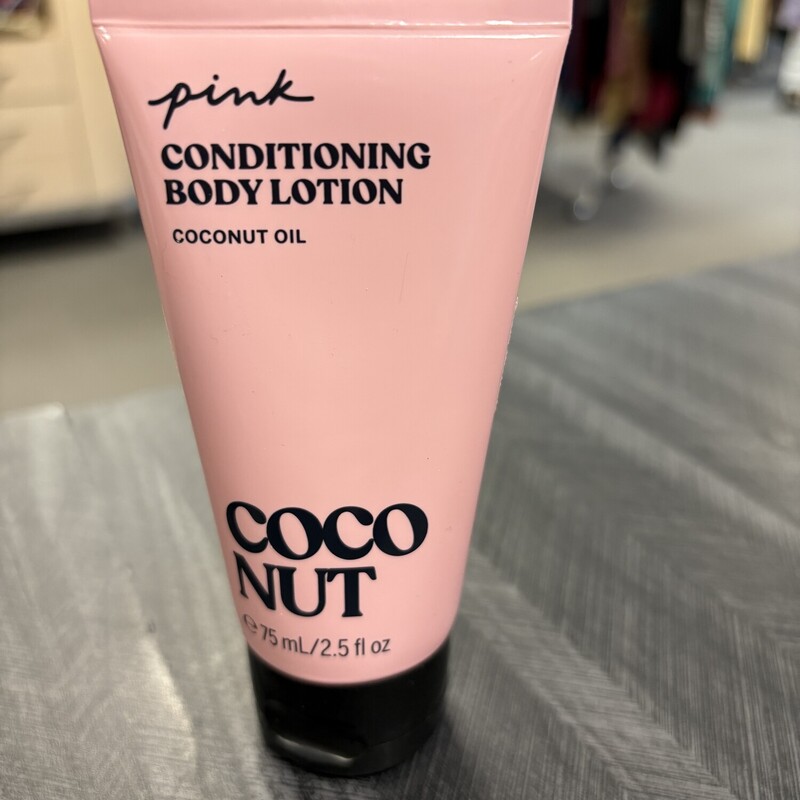 pink
CONDITIONING
BODY LOTION
COCONUT OIL
COCO
NUT
℮ 75 mL/2.5 fl oz